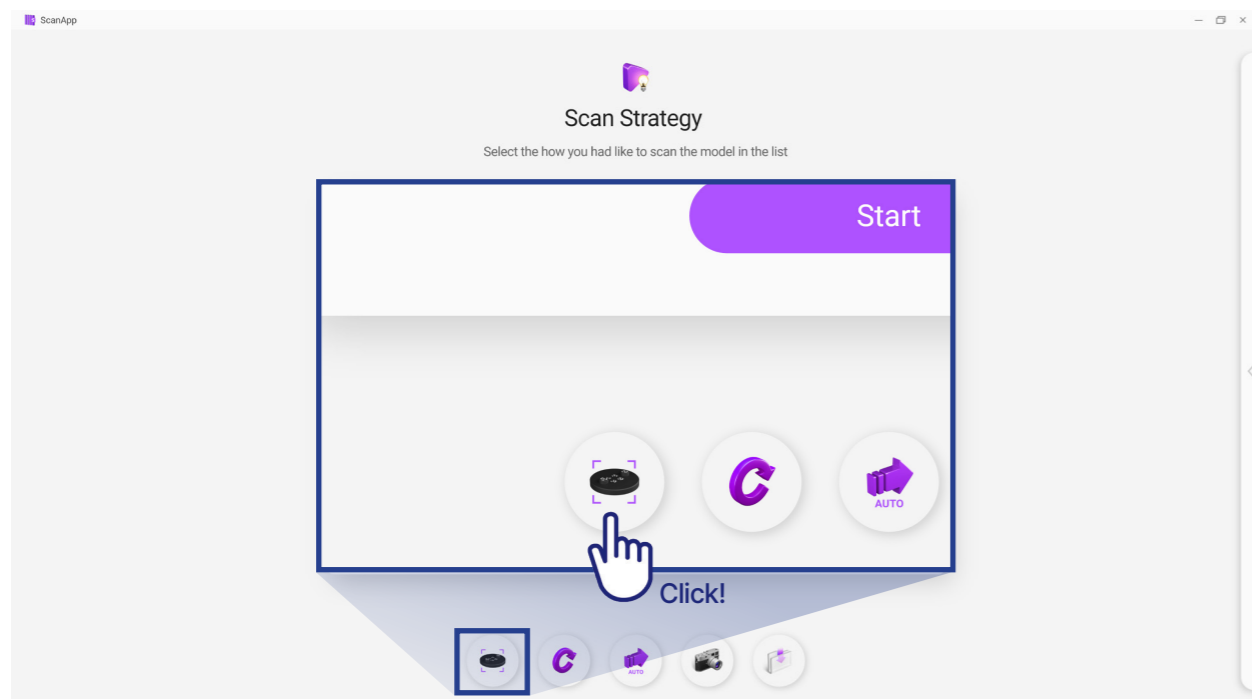 ScanApp
Scan Strategy
Select the how you had like to scan the model in the list
Start
AUTO
Click!
AUTO